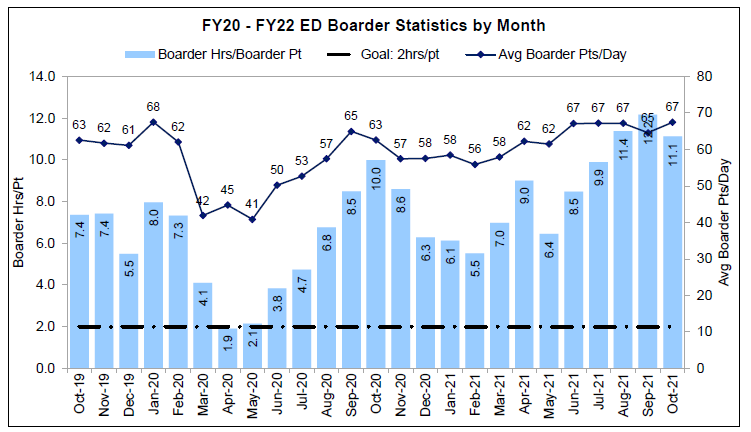 FY20 - FY22 ED Boarder Statistics by Month
Boarder Hrs/Boarder Pt Goal: 2hrs/pt Avg Boarder Pts/Day
14.0
12.0
10.0
8.0
6.0
4.0
2.0
0.0
Boarder Hrs/Pt
63 62 61 68 62 42 45 41 50 53 57 65 63 57 58 58 56 58 62 62 67 67 67 65 67
7.4 7.4 5.5 8.0 7.3 4.1 1.9 2.1 3.8 4.7 6.8 8.5 10.0 8.6 6.3 6.1 5.5 7.0 9.0 6.4 8.5 9.9 11.4 12.2 11.1
80
70
60
50
40
30
20
10
0
Avg Boarder Pts/Day
Oct-19 Nov-19 Dec-19 Jan-20 Feb-20 Mar-20 Apr-20 May-20 Jun-20 Jul-20 Aug-20 Sep-20 Oct-20 Nov-20 Dec-20 Jan-21 Feb-21 Mar-21 Apr-21 May-21 Jun-21 Jul-21 Aug-21 Sep-21 Oct-21